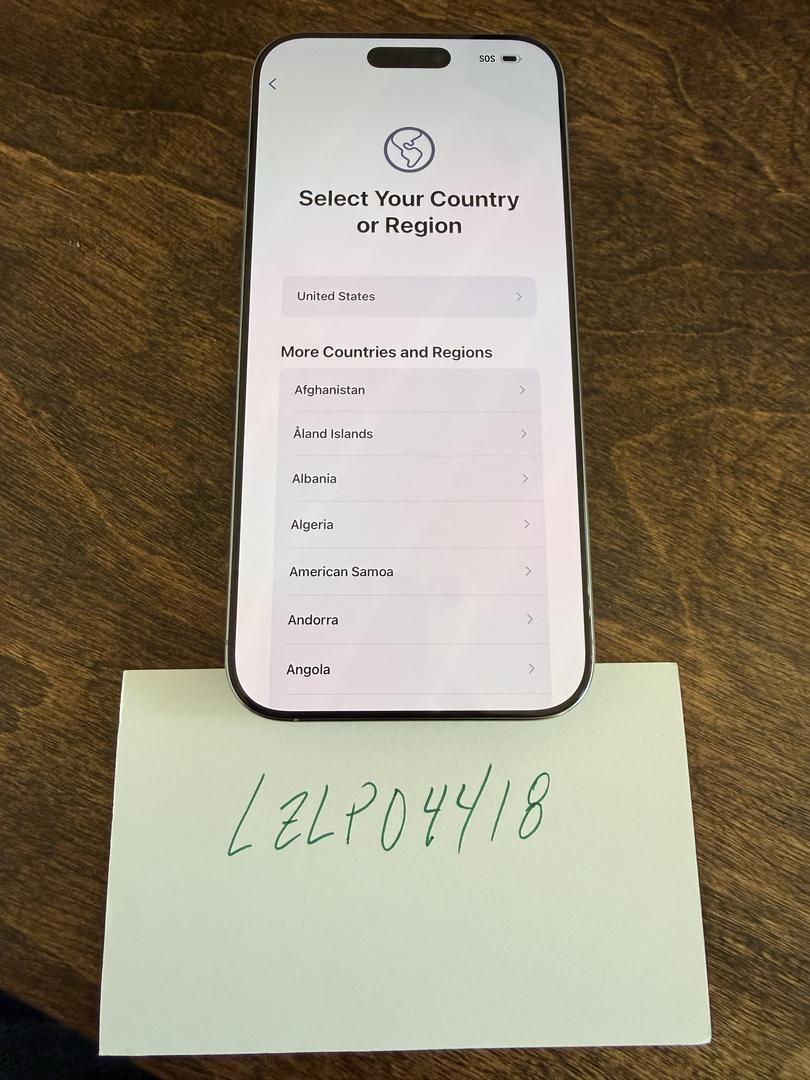 SOS
Select Your Country
or Region
United States
More Countries and Regions
Afghanistan
Åland Islands
Albania
Algeria
American Samoa
Andorra
Angola
LZLP04418